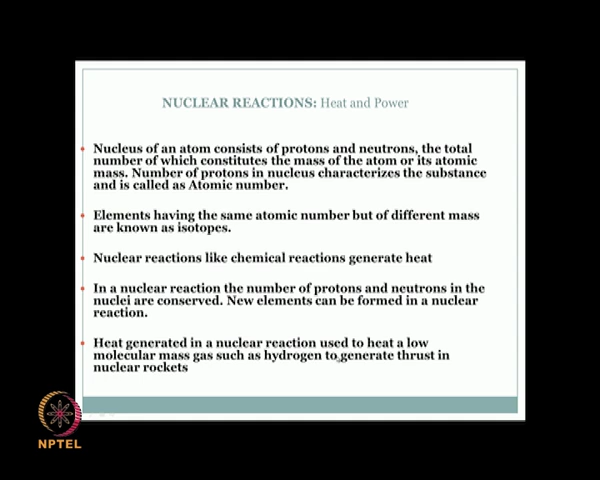 NUCLEAR REACTIONS: Heat and Power
• Nucleus of an atom consists of protons and neutrons, the total
number of which constitutes the mass of the atom or its atomic
mass. Number of protons in nucleus characterizes the substance
and is called as Atomic number.
• Elements having the same atomic number but of different mass
are known as isotopes.
• Nuclear reactions like chemical reactions generate heat
• In a nuclear reaction the number of protons and neutrons in the
nuclei are conserved. New elements can be formed in a nuclear
reaction.
• Heat generated in a nuclear reaction used to heat a low
molecular mass gas such as hydrogen to generate thrust in
nuclear rockets
NPTEL